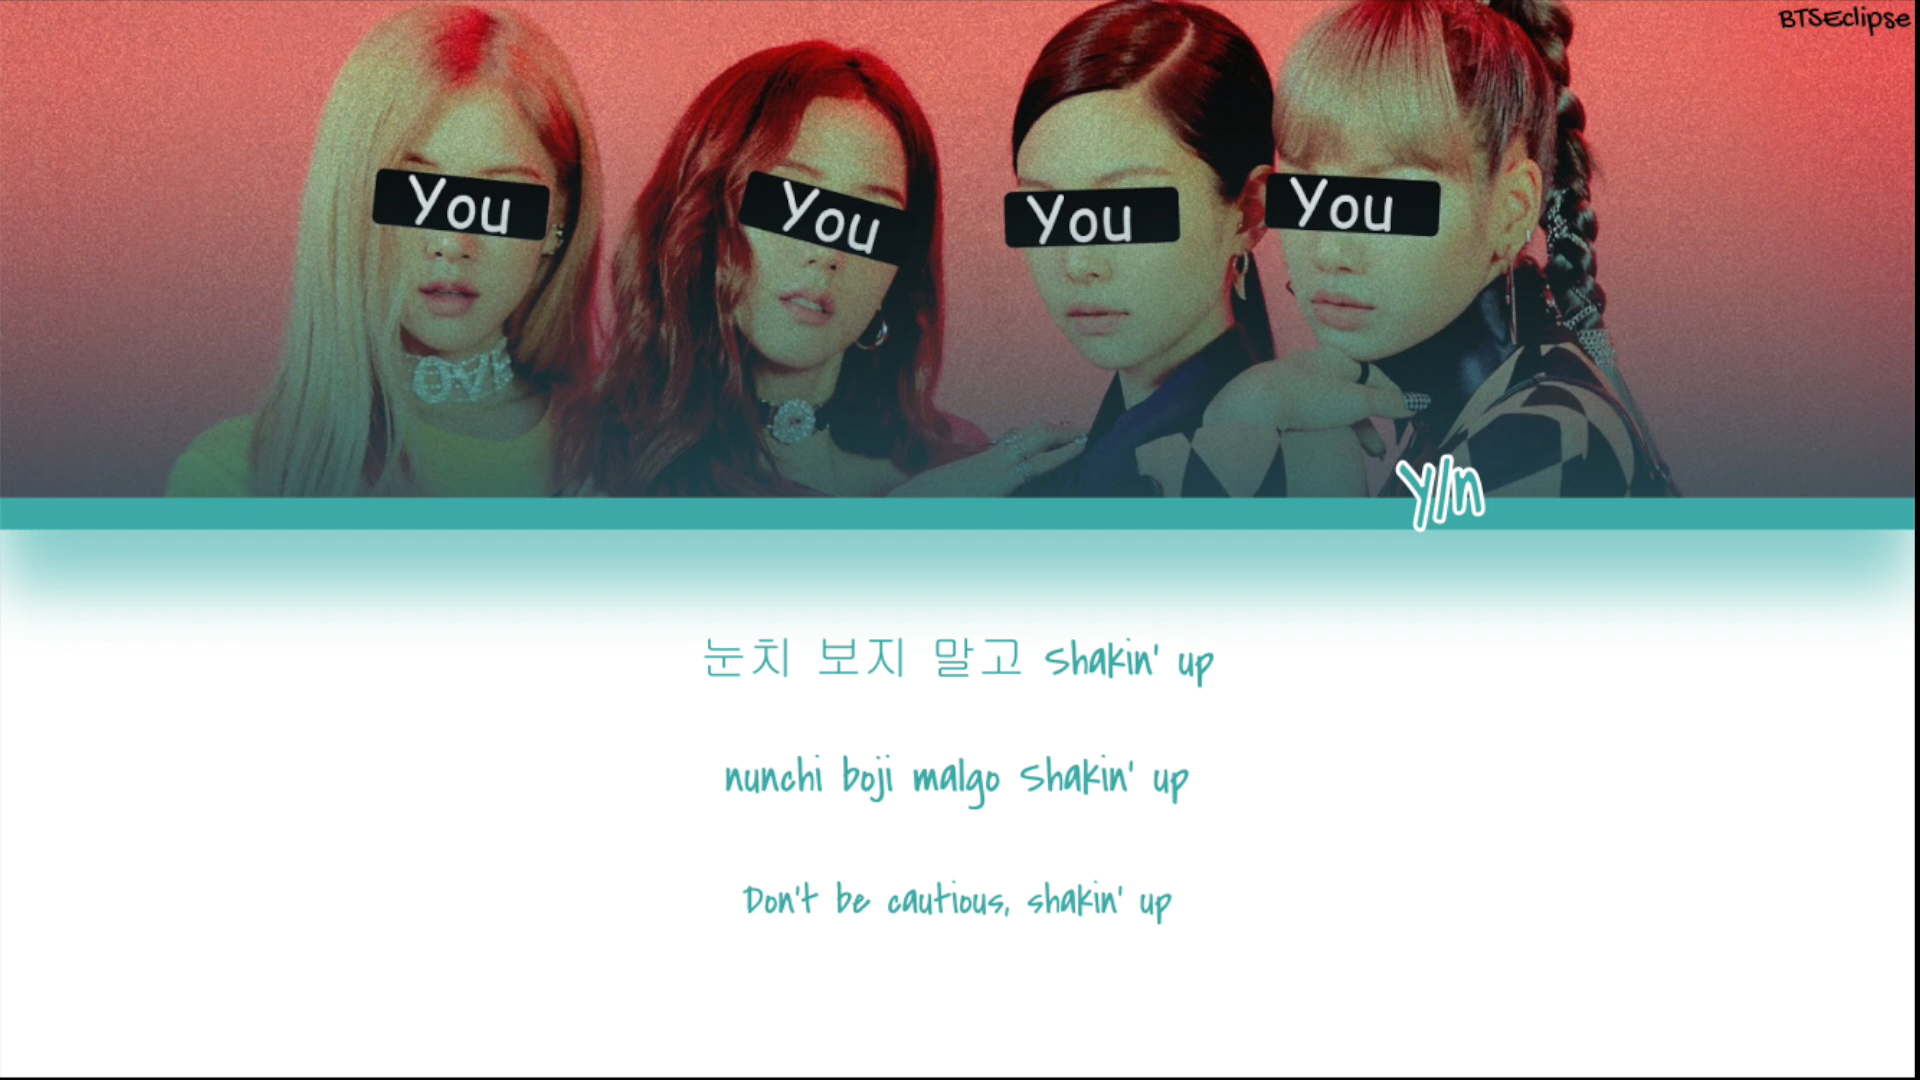 BTSEclipse
You
You
You
You
Y/n
눈치 보지 말고 Shakin' up
nunchi boji malgo Shakin' up
Don't be cautious, shakin' up